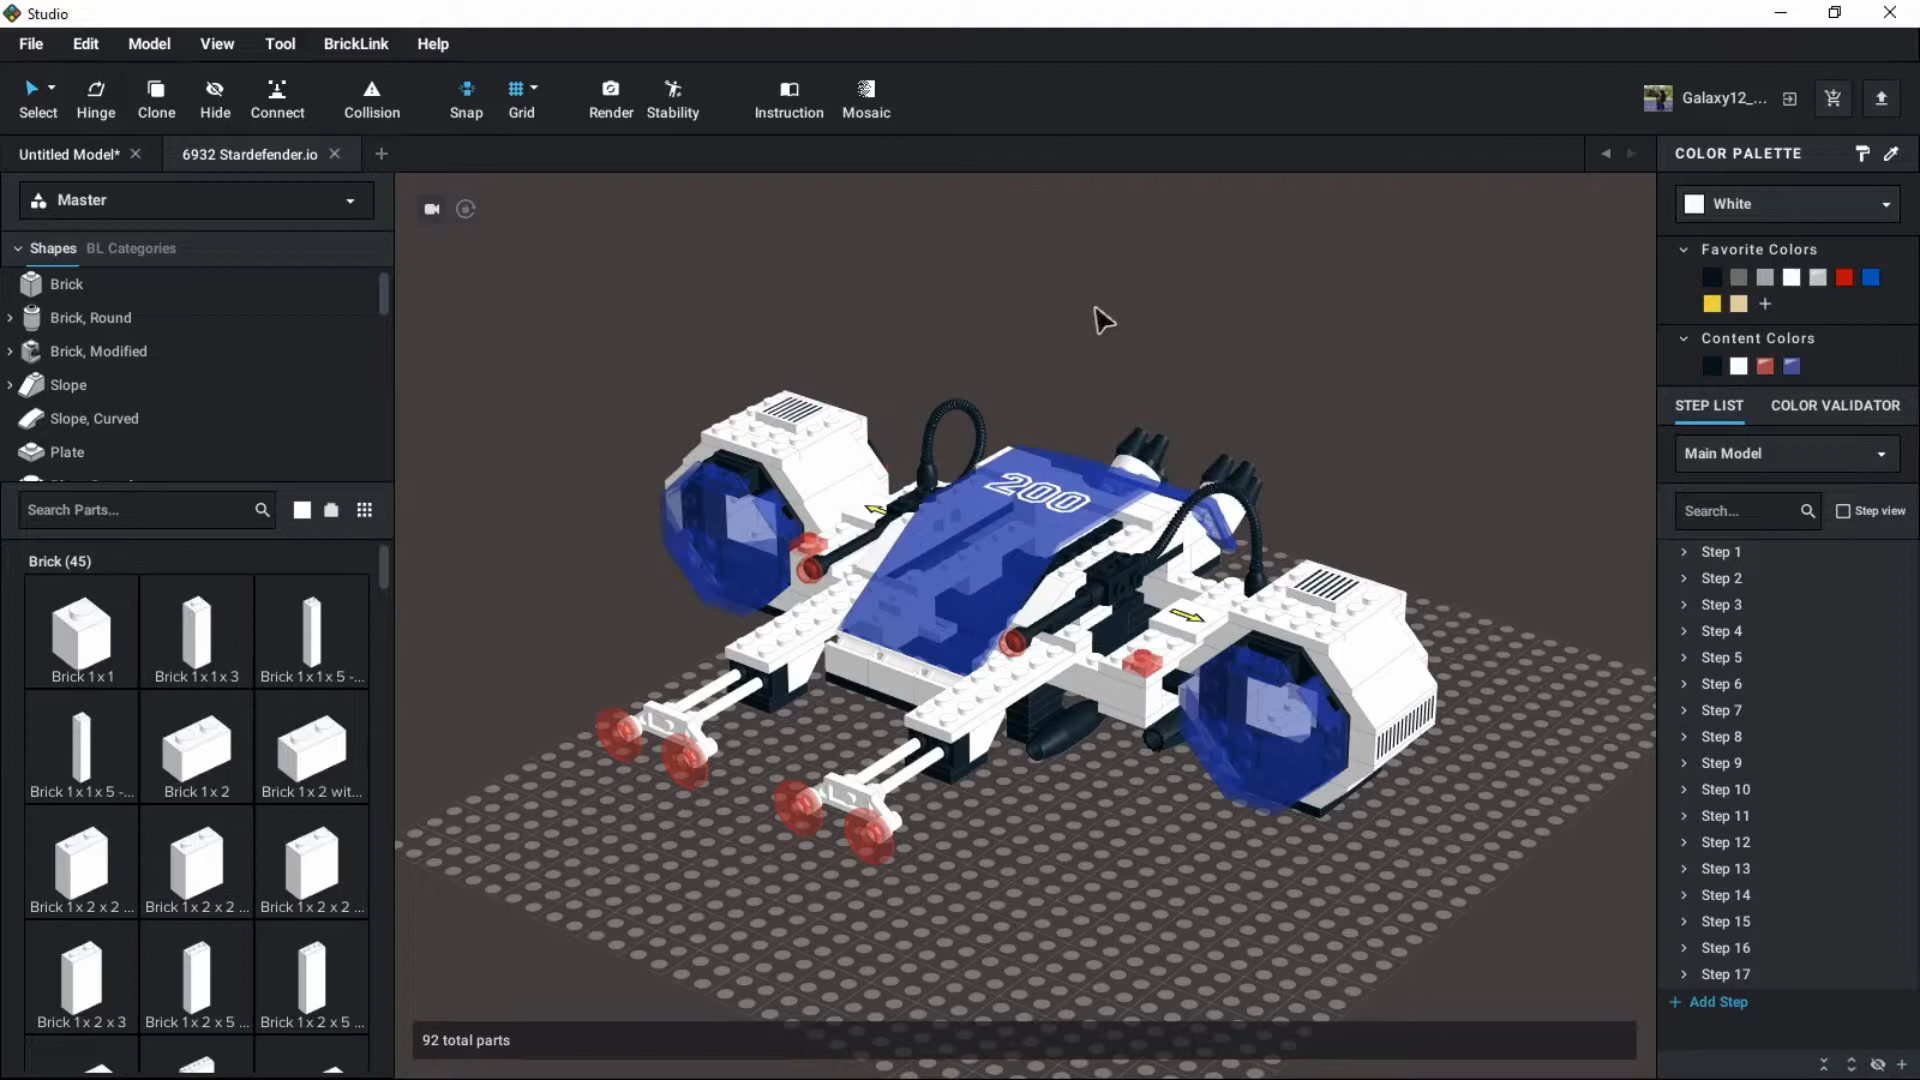 Studio
File Edit Model View Tool BrickLink Help
Select Hinge Clone Hide Connect Collision Snap Grid Render Stability Instruction Mosaic
Galaxy12_...
Untitled Model* 6932 Stardefender.io
Master
Shapes BL Categories
Brick
Brick, Round
Brick, Modified
Slope
Slope, Curved
Plate
Search Parts...
Brick (45)
Brick 1 x 1 Brick 1 x 1 x 3 Brick 1 x 1 x 5 -...
Brick 1 x 1 x 5 -... Brick 1 x 2 Brick 1 x 2 wit...
Brick 1 x 2 x 2 ... Brick 1 x 2 x 2 ... Brick 1 x 2 x 2 ...
Brick 1 x 2 x 3 Brick 1 x 2 x 5 ... Brick 1 x 2 x 5 ...
200
92 total parts
COLOR PALETTE
White
Favorite Colors
+
Content Colors
STEP LIST COLOR VALIDATOR
Main Model
Search... Step view
Step 1
Step 2
Step 3
Step 4
Step 5
Step 6
Step 7
Step 8
Step 9
Step 10
Step 11
Step 12
Step 13
Step 14
Step 15
Step 16
Step 17
+ Add Step